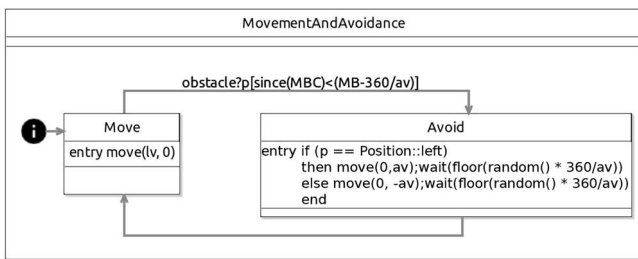 MovementAndAvoidance
obstacle?p[since(MBC)<(MB-360/av)]
i
Move
entry move(lv, 0)
Avoid
entry if (p == Position::left)
then move(0,av);wait(floor(random() * 360/av))
else move(0, -av);wait(floor(random() * 360/av))
end